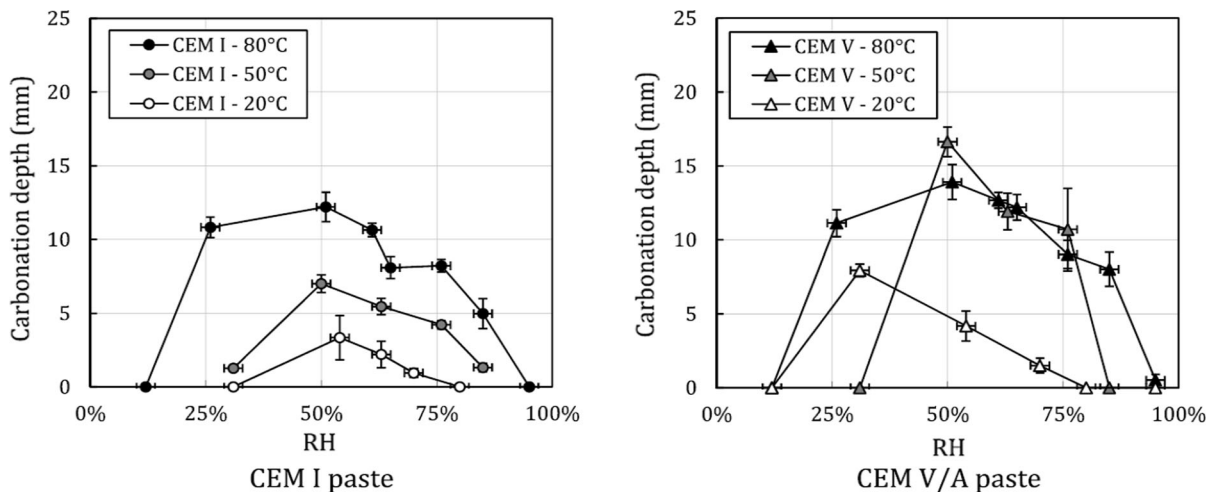 25
20
15
10
5
0
Carbonation depth (mm)
CEM I - 80°C
CEM I - 50°C
CEM I - 20°C
0% 25% 50% 75% 100%
RH
CEM I paste
25
20
15
10
5
0
Carbonation depth (mm)
CEM V - 80°C
CEM V - 50°C
CEM V - 20°C
0% 25% 50% 75% 100%
RH
CEM V/A paste